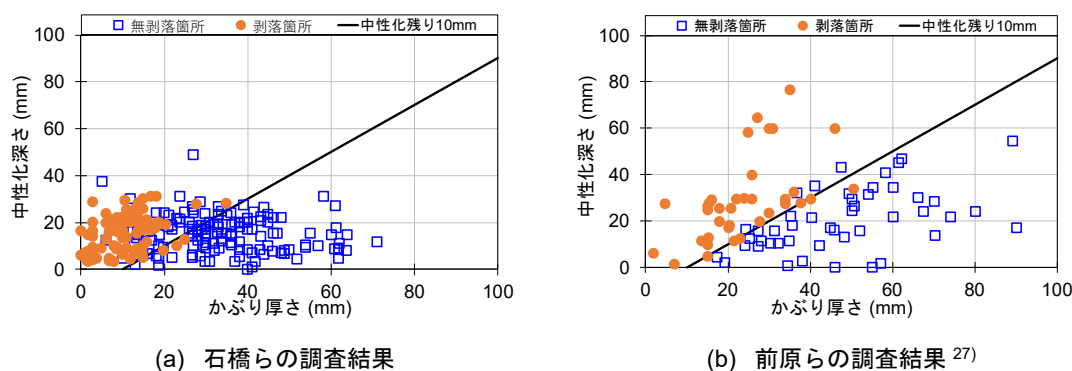 無剥落箇所 剥落箇所 中性化残り10mm
100
80
60
40
20
0
中性化深さ (mm)
0 20 40 60 80 100
かぶり厚さ (mm)
(a) 石橋らの調査結果
無剥落箇所 剥落箇所 中性化残り10mm
100
80
60
40
20
0
中性化深さ (mm)
0 20 40 60 80 100
かぶり厚さ (mm)
(b) 前原らの調査結果 27)